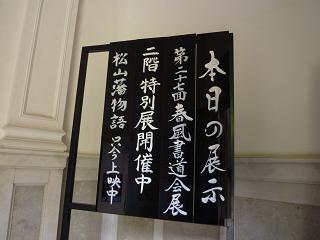 本日の展示
第二十七回春風書道会展
二階 特別展開催中
松山藩物語 只今上映中